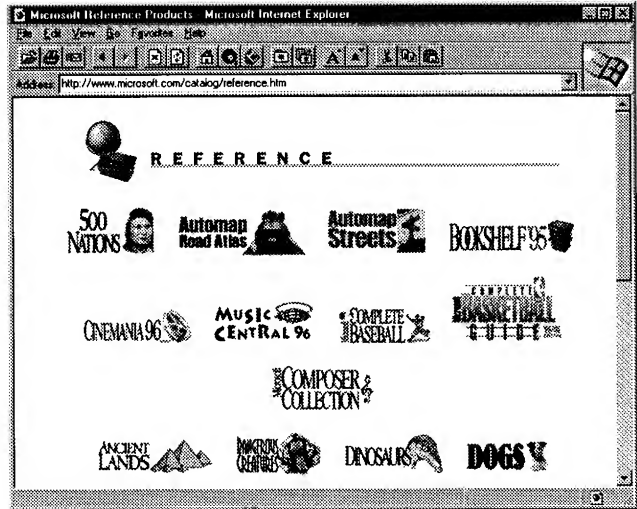 Microsoft Reference Products - Microsoft Internet Explorer
File Edit View Go Favorites Help
Address: http://www.microsoft.com/catalog/reference.htm
REFERENCE
500 NATIONS
Automap Road Atlas
Automap Streets
BOOKSHELF '95
CINEMANIA 96
MUSIC CENTRAL 96
COMPLETE BASEBALL
COMPLETE BASKETBALL GUIDE
COMPOSER COLLECTION
ANCIENT LANDS
DANGEROUS CREATURES
DINOSAURS
DOGS